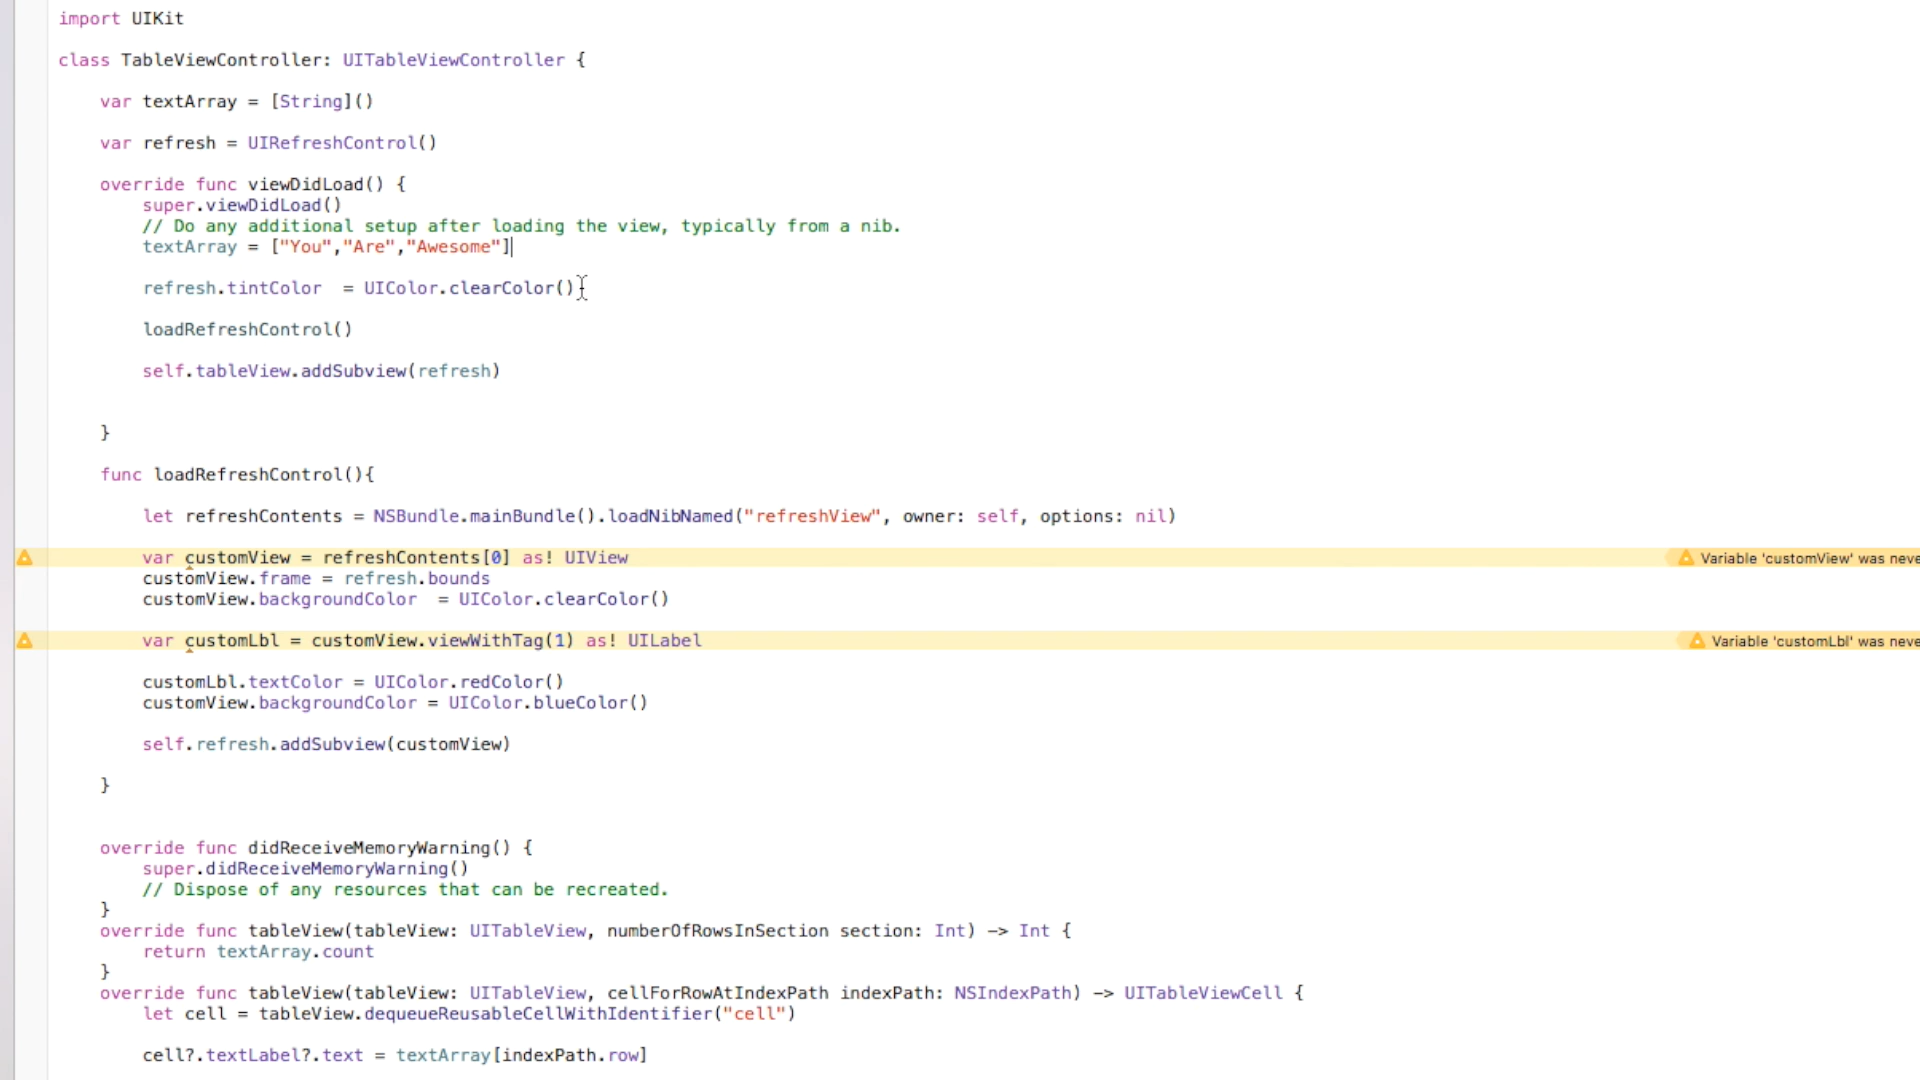 import UIKit
class TableViewController: UITableViewController {
var textArray = [String]()
var refresh = UIRefreshControl()
override func viewDidLoad() {
super.viewDidLoad()
// Do any additional setup after loading the view, typically from a nib.
textArray = ["You","Are","Awesome"]
refresh.tintColor  = UIColor.clearColor()
loadRefreshControl()
self.tableView.addSubview(refresh)
}
func loadRefreshControl(){
let refreshContents = NSBundle.mainBundle().loadNibNamed("refreshView", owner: self, options: nil)
var customView = refreshContents[0] as! UIView Variable 'customView' was neve
customView.frame = refresh.bounds
customView.backgroundColor  = UIColor.clearColor()
var customLbl = customView.viewWithTag(1) as! UILabel Variable 'customLbl' was neve
customLbl.textColor = UIColor.redColor()
customView.backgroundColor = UIColor.blueColor()
self.refresh.addSubview(customView)
}
override func didReceiveMemoryWarning() {
super.didReceiveMemoryWarning()
// Dispose of any resources that can be recreated.
}
override func tableView(tableView: UITableView, numberOfRowsInSection section: Int) -> Int {
return textArray.count
}
override func tableView(tableView: UITableView, cellForRowAtIndexPath indexPath: NSIndexPath) -> UITableViewCell {
let cell = tableView.dequeueReusableCellWithIdentifier("cell")
cell?.textLabel?.text = textArray[indexPath.row]